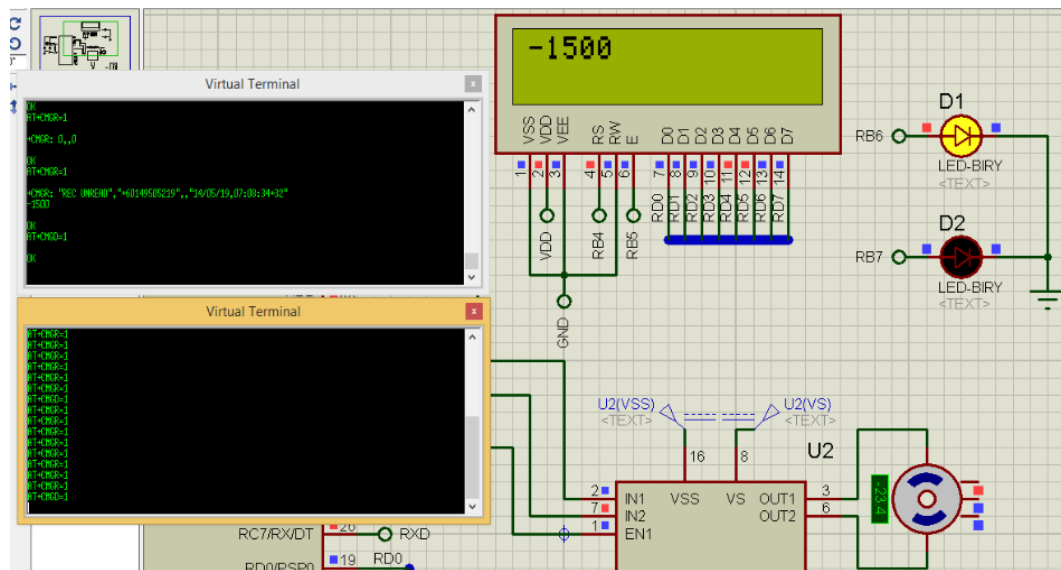 -1500
VSS
VDD
VEE
RS
RW
E
D0
D1
D2
D3
D4
D5
D6
D7
1
2
3
4
5
6
7
8
9
10
11
12
13
14
RD0
RD1
RD2
RD3
RD4
RD5
RD6
RD7
VDD
RB4
RB5
GND
D1
RB6
LED-BIRY
<TEXT>
D2
RB7
LED-BIRY
<TEXT>
Virtual Terminal
OK
AT+CMGR=1
+CMGR: 0,,0
OK
AT+CMGR=1
+CMGR: "REC UNREAD","+60149505219",,"14/05/19,07:08:34+32"
-1500
OK
AT+CMGD=1
OK
Virtual Terminal
AT+CMGR=1
AT+CMGR=1
AT+CMGR=1
AT+CMGR=1
AT+CMGR=1
AT+CMGR=1
AT+CMGD=1
AT+CMGR=1
AT+CMGR=1
AT+CMGR=1
AT+CMGR=1
AT+CMGR=1
AT+CMGR=1
AT+CMGR=1
AT+CMGR=1
AT+CMGD=1
U2(VSS)
<TEXT>
U2(VS)
<TEXT>
U2
16
8
2
7
1
IN1
IN2
EN1
VSS
VS
OUT1
OUT2
3
6
-23.4
RC7/RX/DT
26
RXD
RD0/PSP0
19
RD0